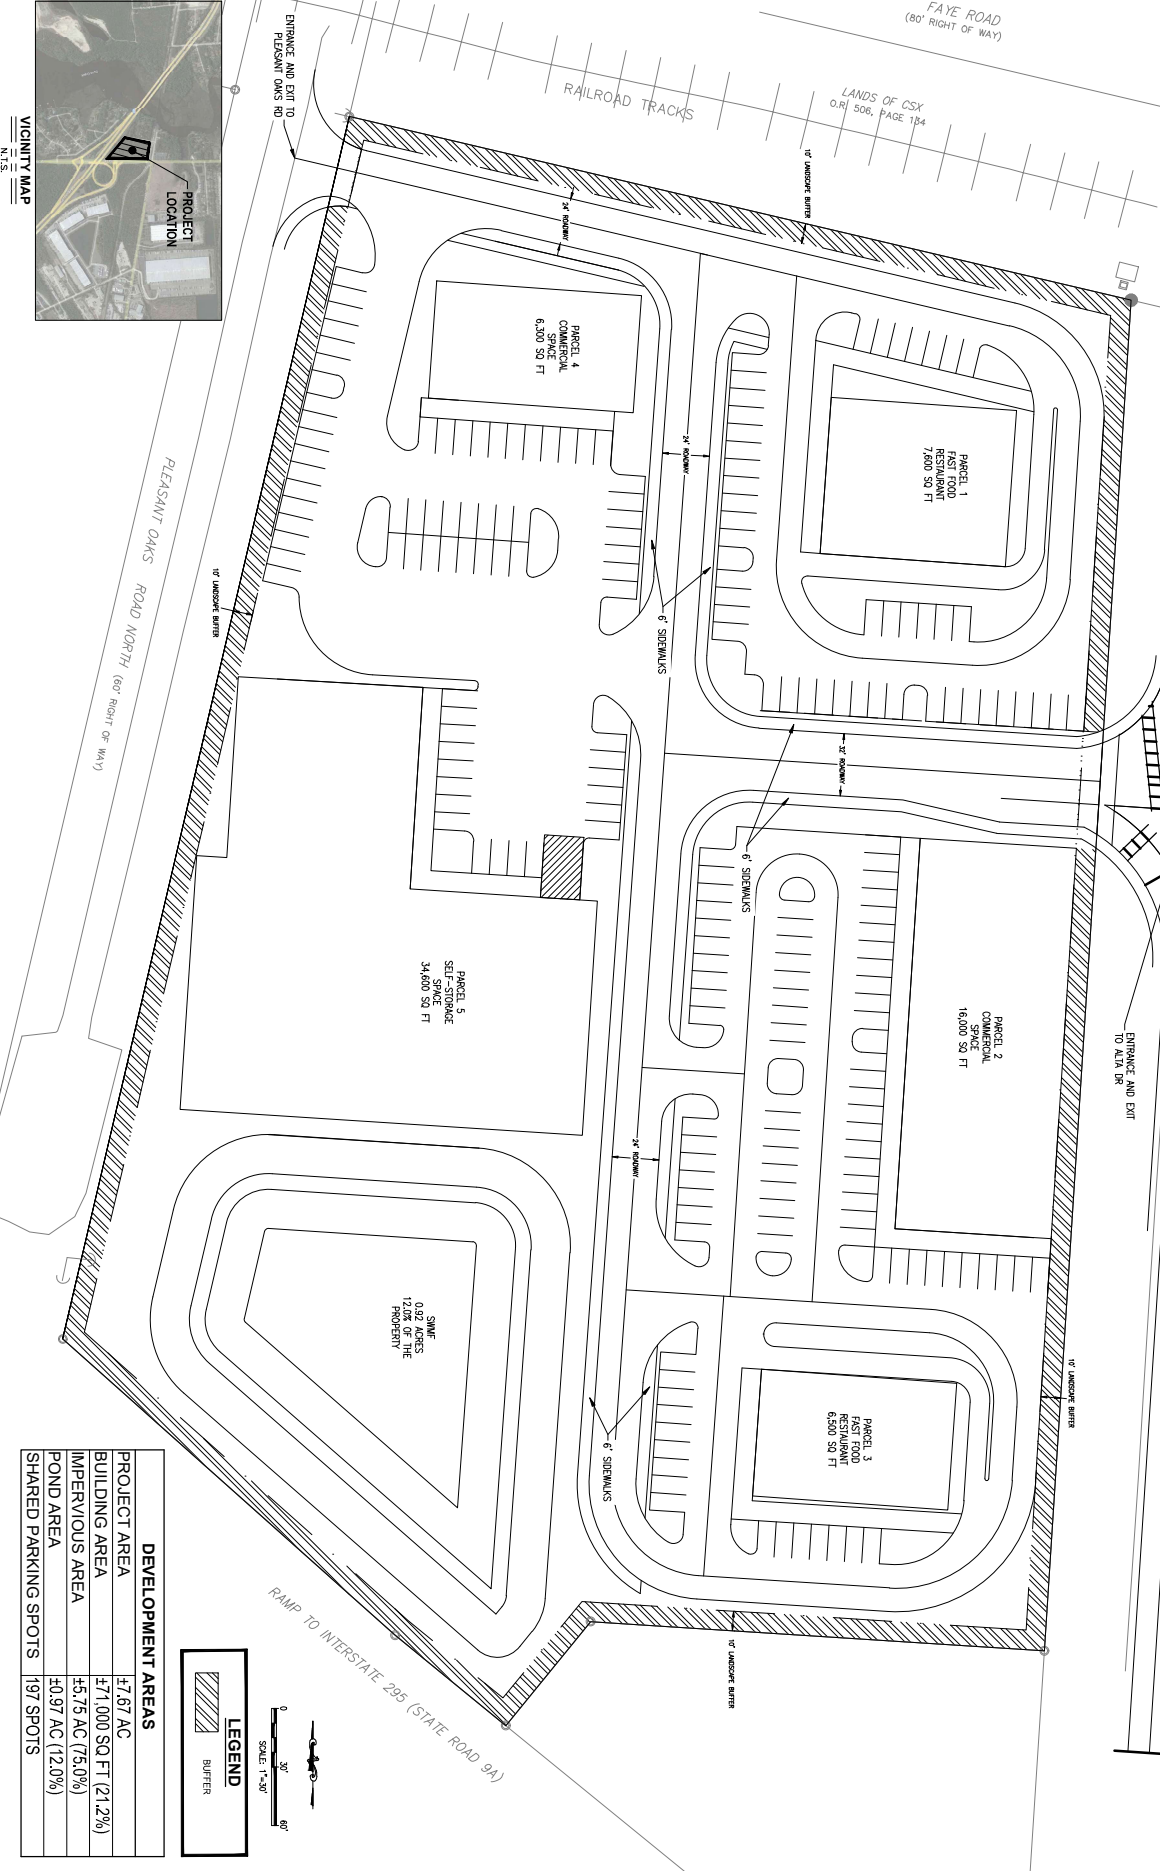 FAYE ROAD
(80' RIGHT OF WAY)
LANDS OF CSX
O.R. 506, PAGE 134
RAILROAD TRACKS
ENTRANCE AND EXIT TO
PLEASANT OAKS RD
VICINITY MAP
N.T.S.
PROJECT
LOCATION
10' LANDSCAPE BUFFER
24' ROADWAY
PARCEL 4
COMMERCIAL
SPACE
6,300 SQ FT
PARCEL 1
FAST FOOD
RESTAURANT
7,600 SQ FT
24' ROADWAY
6' SIDEWALKS
10' LANDSCAPE BUFFER
PLEASANT OAKS ROAD NORTH (60' RIGHT OF WAY)
32' ROADWAY
6' SIDEWALKS
PARCEL 5
SELF-STORAGE
SPACE
34,600 SQ FT
PARCEL 2
COMMERCIAL
SPACE
16,000 SQ FT
ENTRANCE AND EXIT
TO ALTA DR
24' ROADWAY
SWMF
0.92 ACRES
12.0% OF THE
PROPERTY
PARCEL 3
FAST FOOD
RESTAURANT
6,500 SQ FT
10' LANDSCAPE BUFFER
6' SIDEWALKS
10' LANDSCAPE BUFFER
RAMP TO INTERSTATE 295 (STATE ROAD 9A)
DEVELOPMENT AREAS
PROJECT AREA ±7.67 AC
BUILDING AREA ±71,000 SQ FT (21.2%)
IMPERVIOUS AREA ±5.75 AC (75.0%)
POND AREA ±0.97 AC (12.0%)
SHARED PARKING SPOTS 197 SPOTS
LEGEND
BUFFER
0 30' 60'
SCALE: 1"=30'